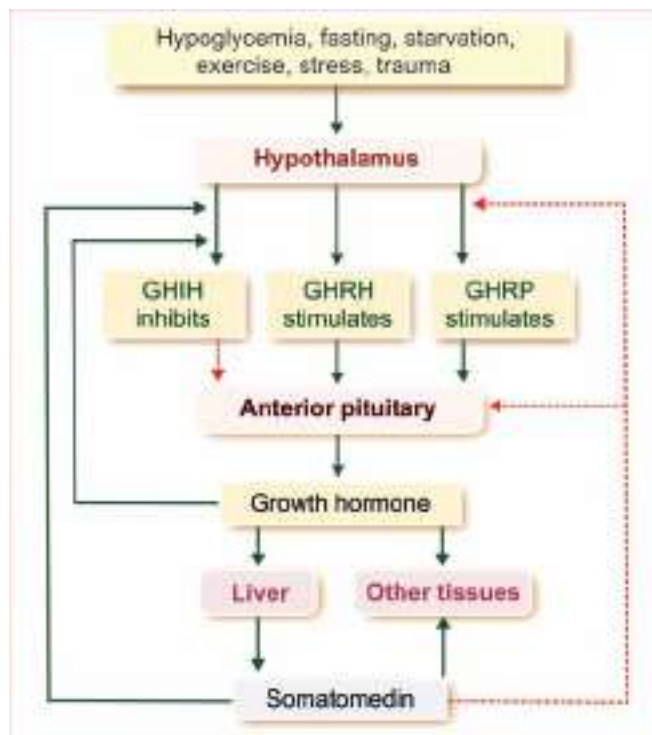 Hypoglycemia, fasting, starvation,
exercise, stress, trauma
Hypothalamus
GHIH
inhibits
GHRH
stimulates
GHRP
stimulates
Anterior pituitary
Growth hormone
Liver
Other tissues
Somatomedin